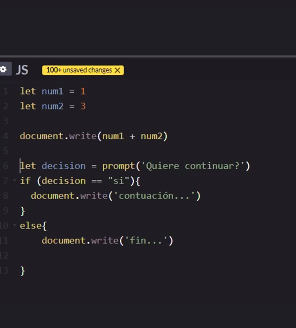 JS
100+ unsaved changes X
1 let num1 = 1
2 let num2 = 3
3
4 document.write(num1 + num2)
5
6 let decision = prompt('Quiere continuar?')
7 if (decision == "si"){
8 document.write('contuación...')
9 }
10 else{
11 document.write('fin...')
12
13 }